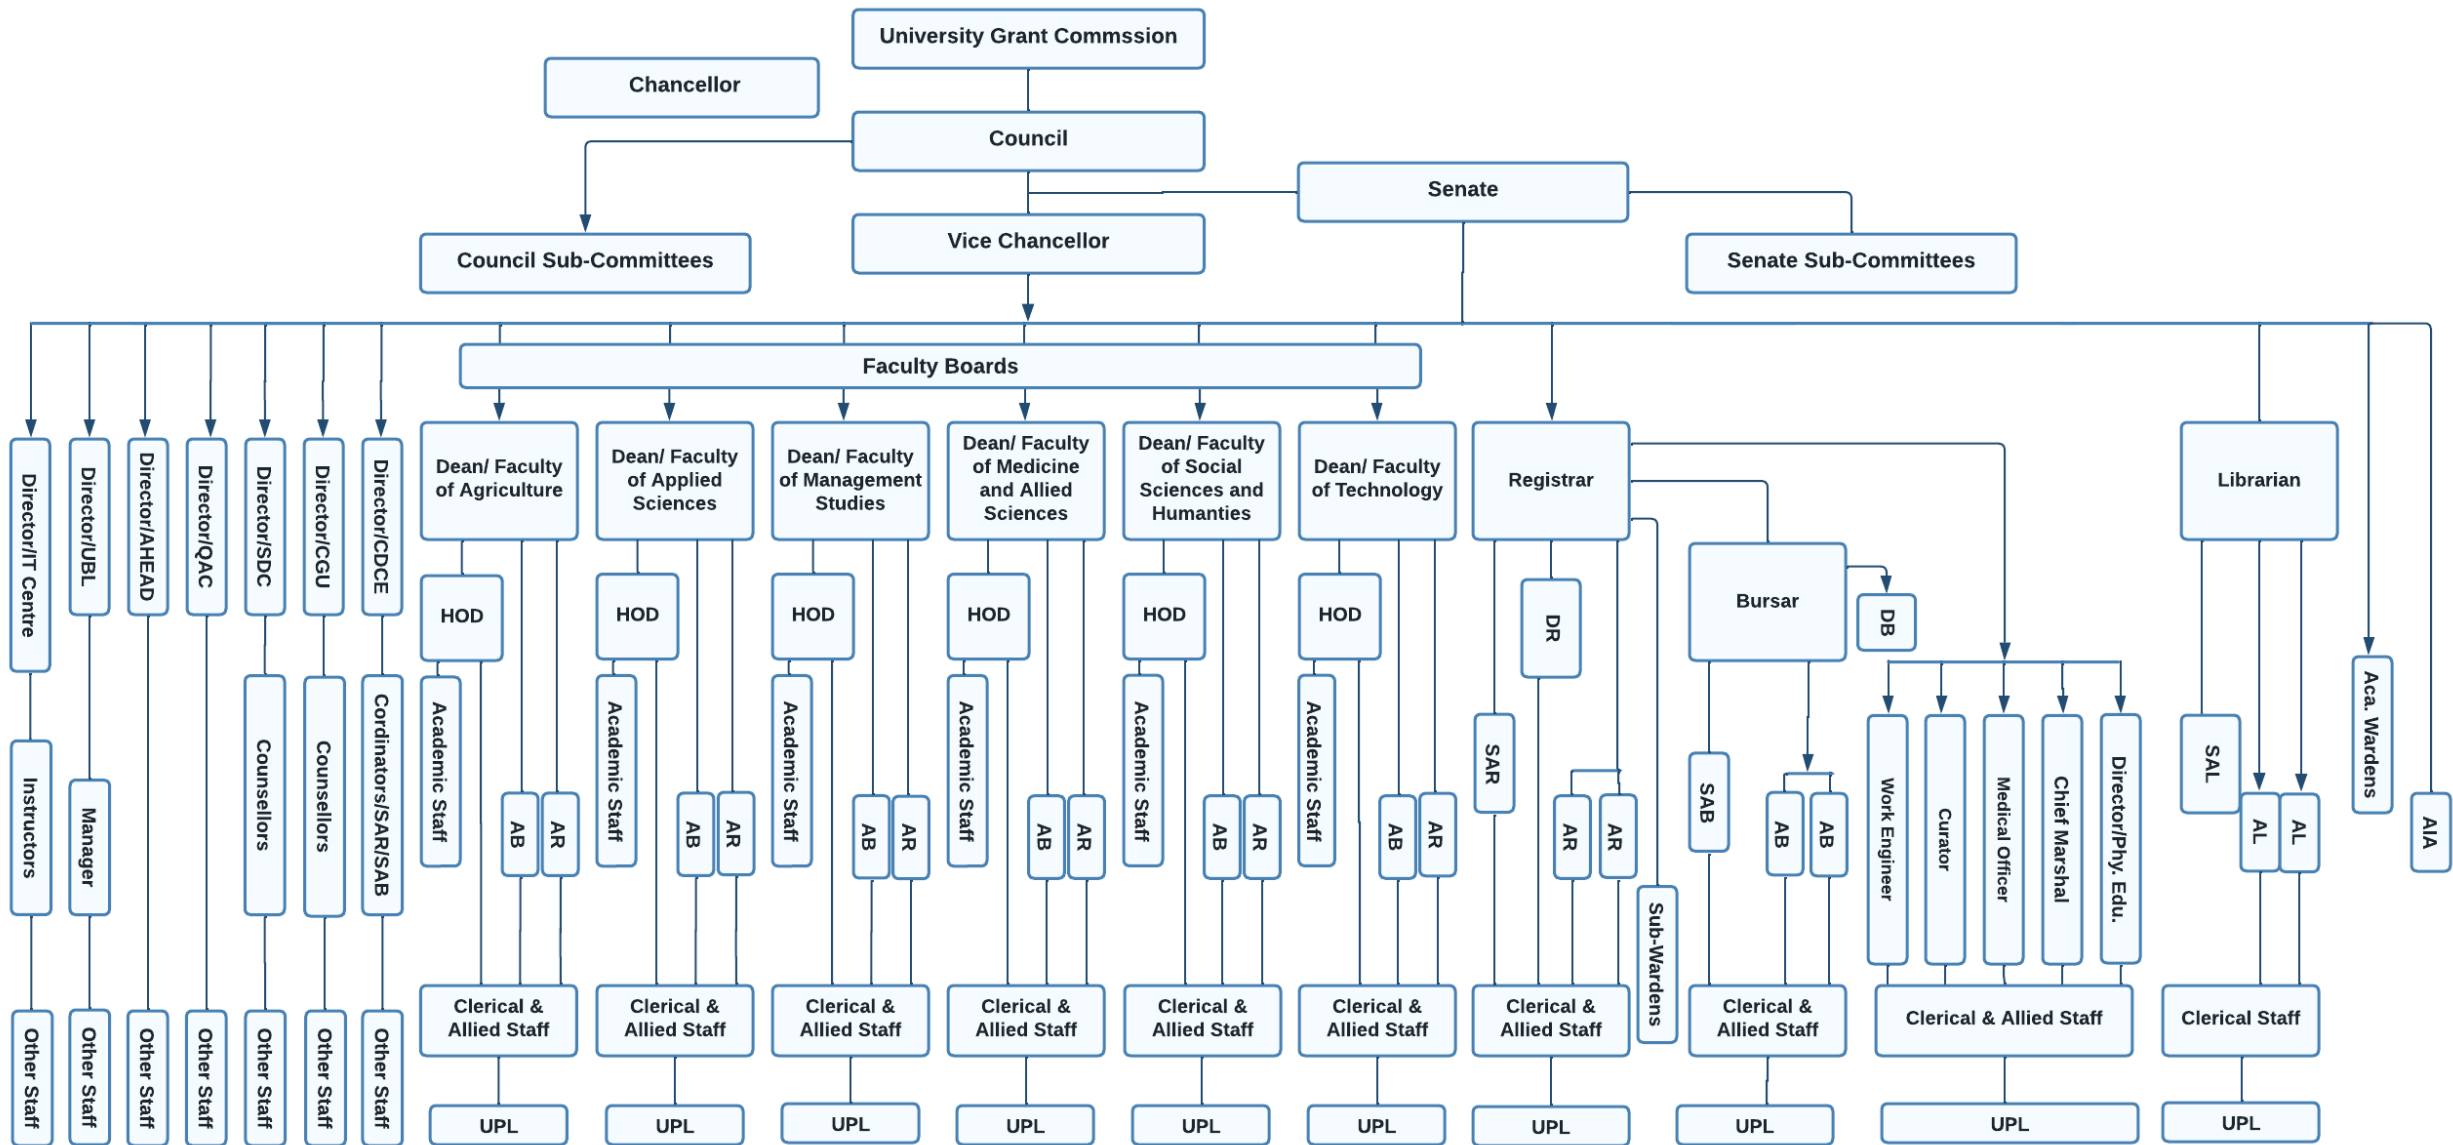 University Grant Commssion
Chancellor
Council
Senate
Vice Chancellor
Council Sub-Committees
Senate Sub-Committees
Faculty Boards
Director/IT Centre
Director/UBL
Director/AHEAD
Director/QAC
Director/SDC
Director/CGU
Director/CDCE
Dean/ Faculty
of Agriculture
Dean/ Faculty
of Applied
Sciences
Dean/ Faculty
of Management
Studies
Dean/ Faculty
of Medicine
and Allied
Sciences
Dean/ Faculty
of Social
Sciences and
Humanties
Dean/ Faculty
of Technology
Registrar
Librarian
Bursar
DB
HOD
HOD
HOD
HOD
HOD
HOD
DR
Academic Staff
Academic Staff
Academic Staff
Academic Staff
Academic Staff
Academic Staff
SAR
SAB
SAL
Aca. Wardens
Instructors
Manager
Counsellors
Counsellors
Cordinators/SAR/SAB
AB
AR
AB
AR
AB
AR
AB
AR
AB
AR
AB
AR
AR
AR
AB
AB
Work Engineer
Curator
Medical Officer
Chief Marshal
Director/Phy. Edu.
AL
AL
AIA
Sub-Wardens
Other Staff
Other Staff
Other Staff
Other Staff
Other Staff
Other Staff
Other Staff
Clerical &
Allied Staff
Clerical &
Allied Staff
Clerical &
Allied Staff
Clerical &
Allied Staff
Clerical &
Allied Staff
Clerical &
Allied Staff
Clerical &
Allied Staff
Clerical &
Allied Staff
Clerical & Allied Staff
Clerical Staff
UPL
UPL
UPL
UPL
UPL
UPL
UPL
UPL
UPL
UPL